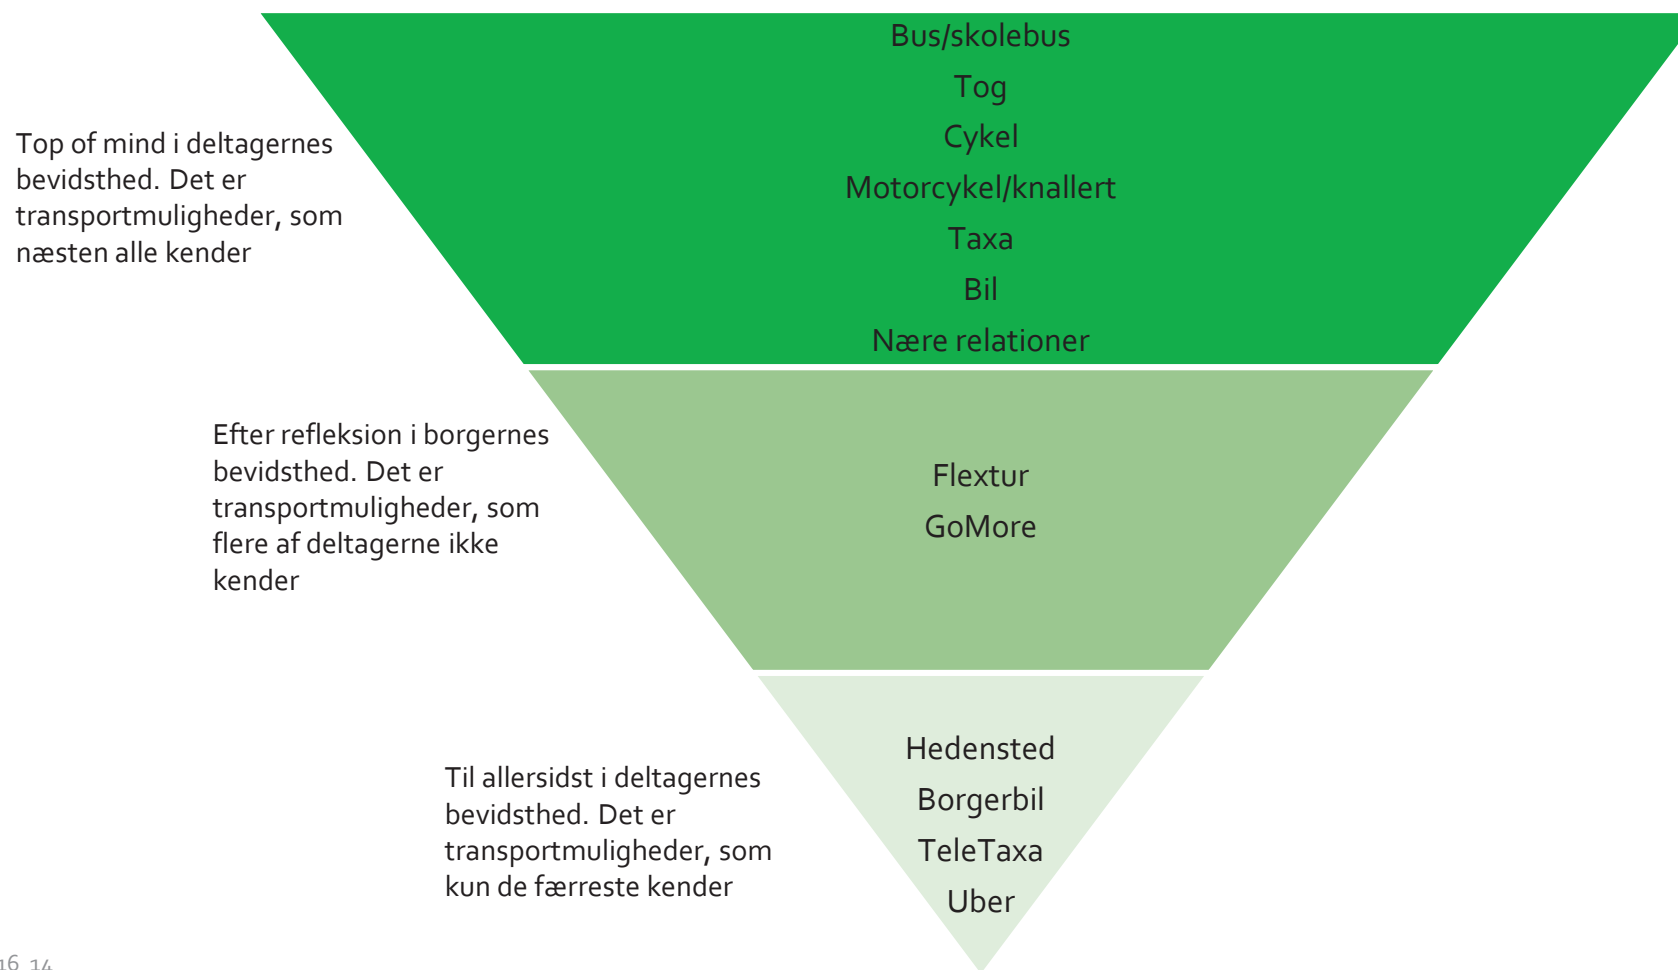 Bus/skolebus
Tog
Cykel
Motorcykel/knallert
Taxa
Bil
Nære relationer
Top of mind i deltagernes
bevidsthed. Det er
transportmuligheder, som
næsten alle kender
Flextur
GoMore
Efter refleksion i borgernes
bevidsthed. Det er
transportmuligheder, som
flere af deltagerne ikke
kender
Hedensted
Borgerbil
TeleTaxa
Uber
Til allersidst i deltagernes
bevidsthed. Det er
transportmuligheder, som
kun de færreste kender
16 14